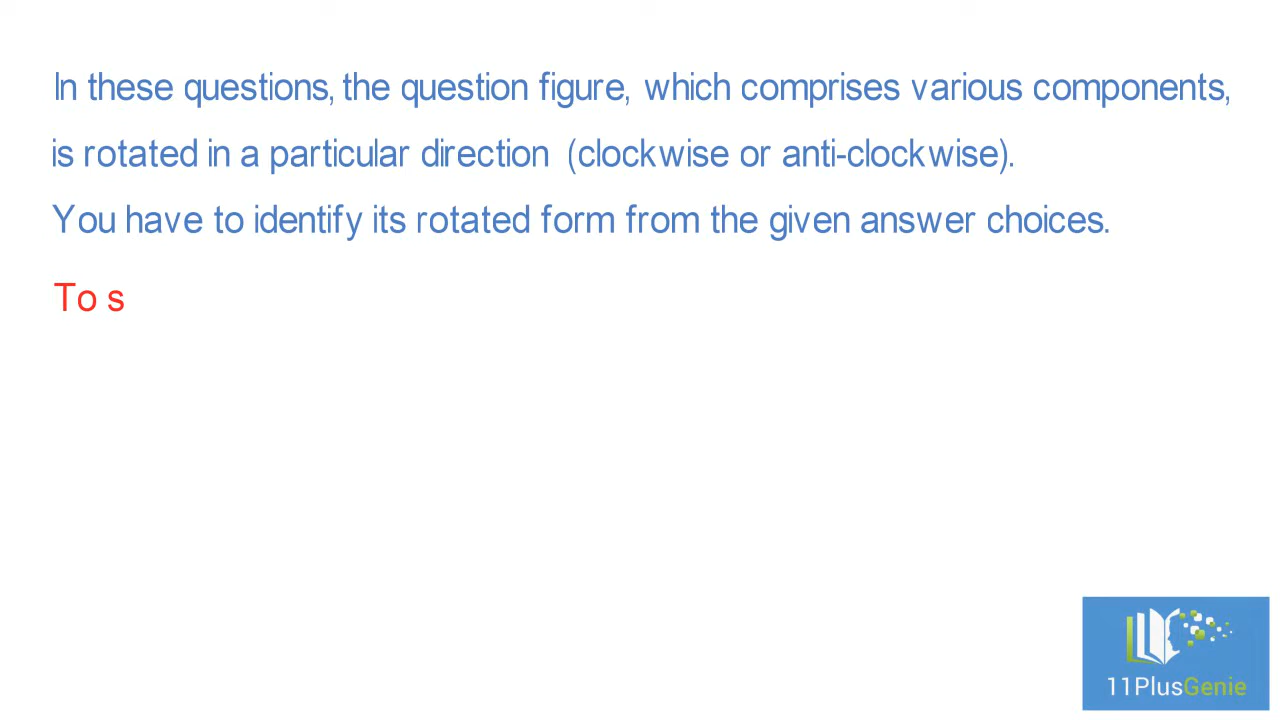 In these questions, the question figure, which comprises various components,
is rotated in a particular direction (clockwise or anti-clockwise).
You have to identify its rotated form from the given answer choices.
To s
11PlusGenie